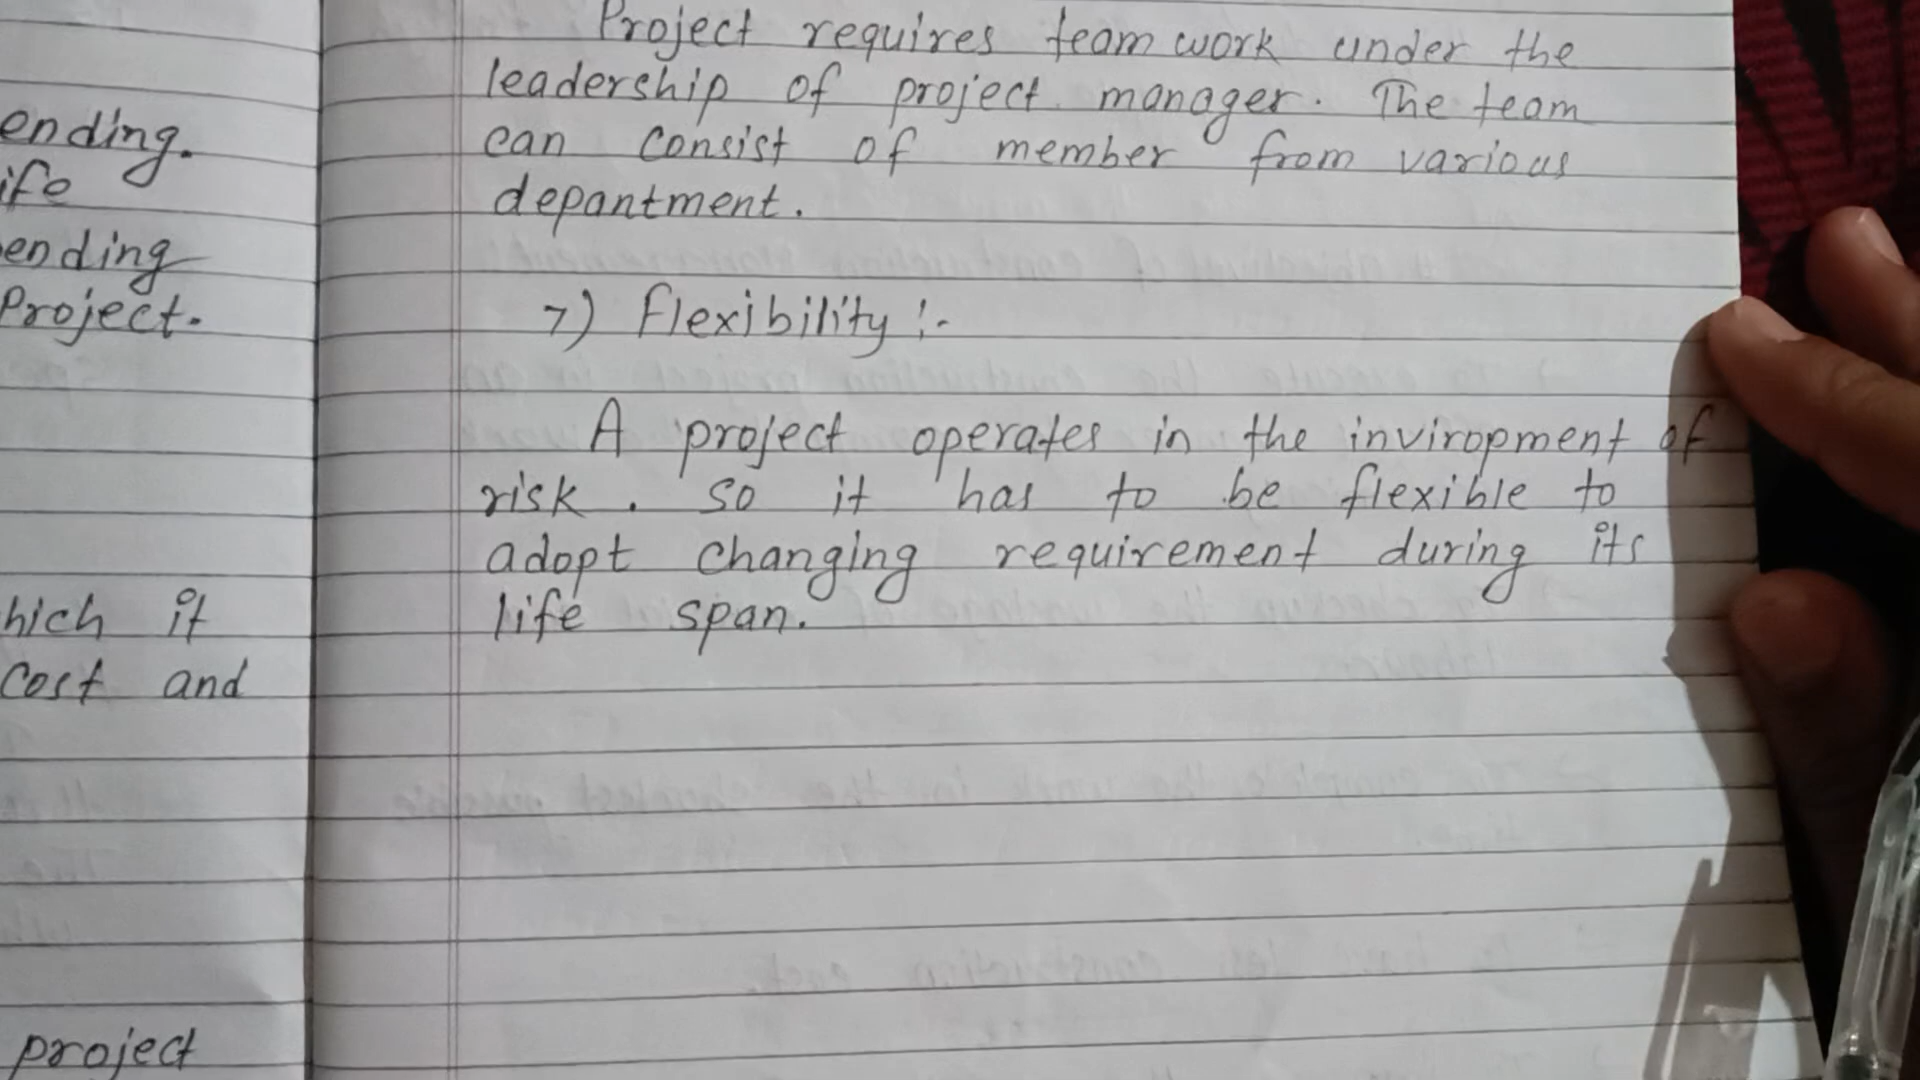 ending.
ife
ending
Project.
hich it
cost and
project
Project requires team work under the
leadership of project manager. The team
can consist of member from various
depantment.
7) Flexibility :-
A project operates in the inviropment of
risk. so it has to be flexible to
adopt changing requirement during its
life span.